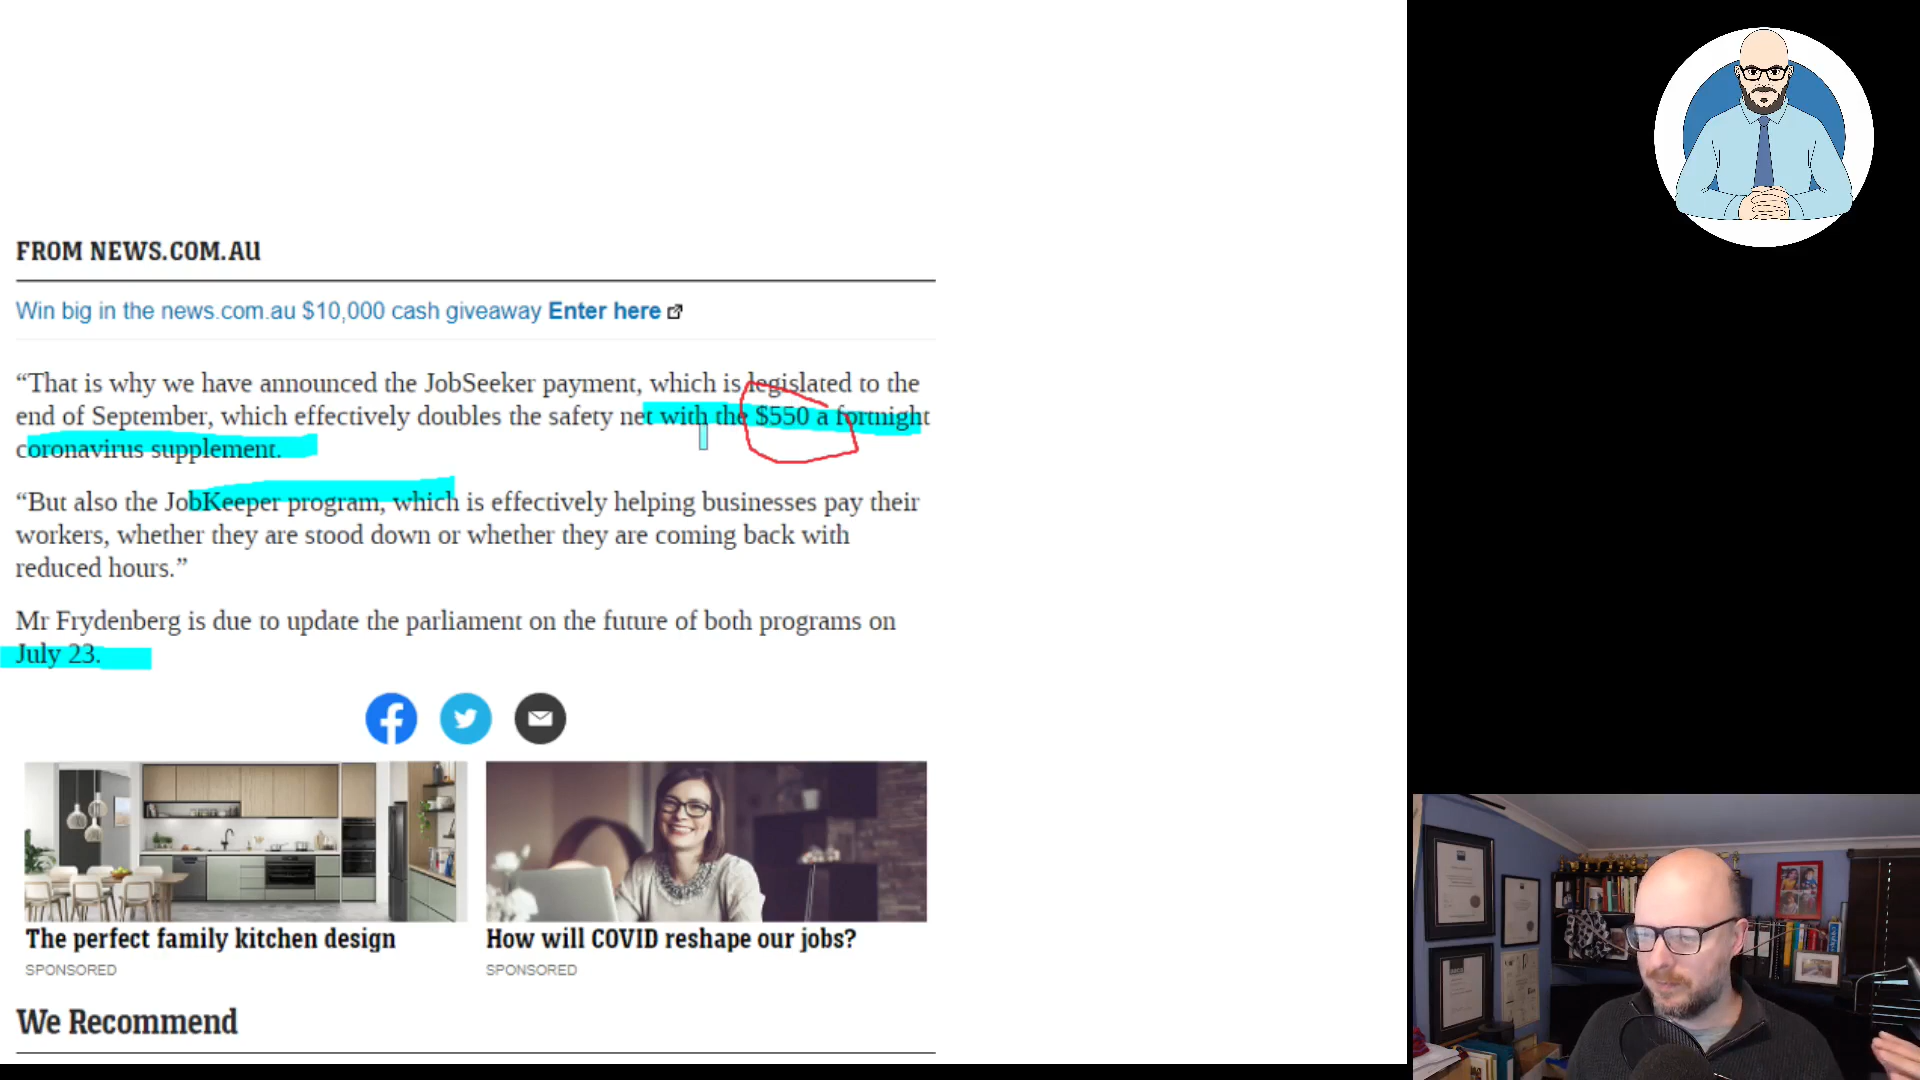 FROM NEWS.COM.AU
Win big in the news.com.au $10,000 cash giveaway Enter here
“That is why we have announced the JobSeeker payment, which is legislated to the
end of September, which effectively doubles the safety net with the $550 a fortnight
coronavirus supplement.
“But also the JobKeeper program, which is effectively helping businesses pay their
workers, whether they are stood down or whether they are coming back with
reduced hours.”
Mr Frydenberg is due to update the parliament on the future of both programs on
July 23.
The perfect family kitchen design
SPONSORED
How will COVID reshape our jobs?
SPONSORED
We Recommend